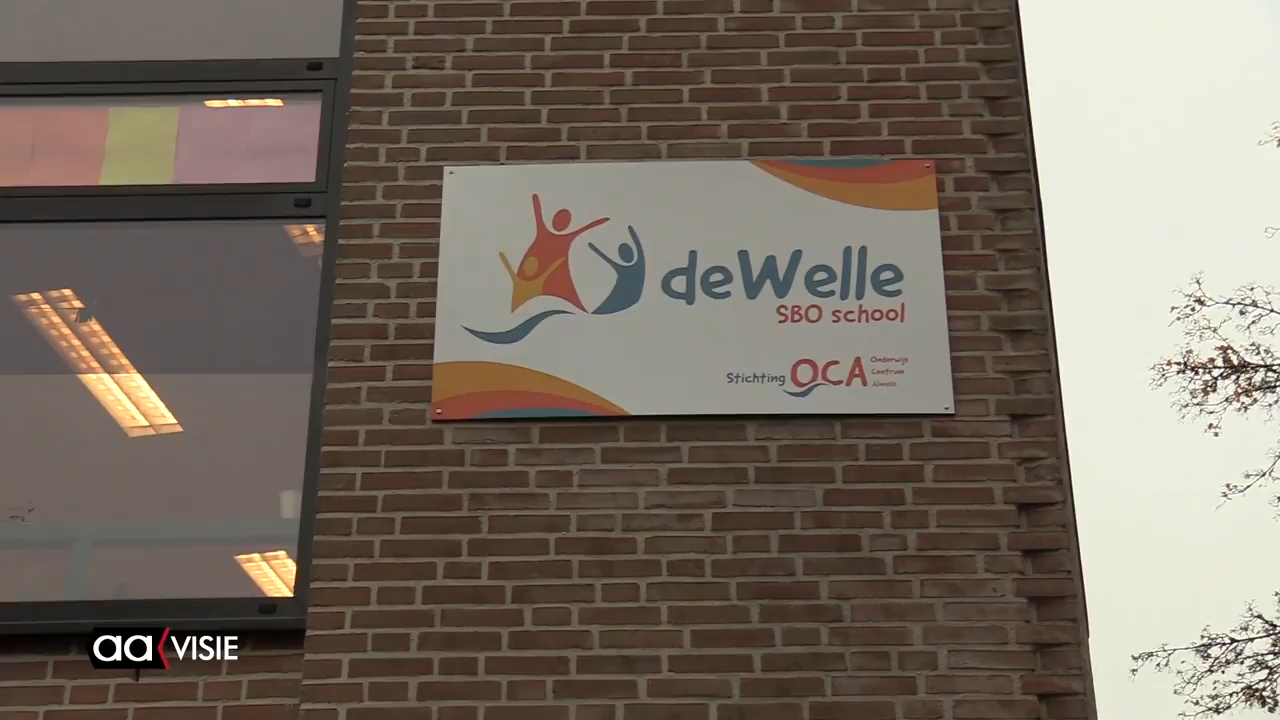 deWelle
SBO school
Stichting OCA
Onderwijs
Centrum
Almelo
aa VISIE